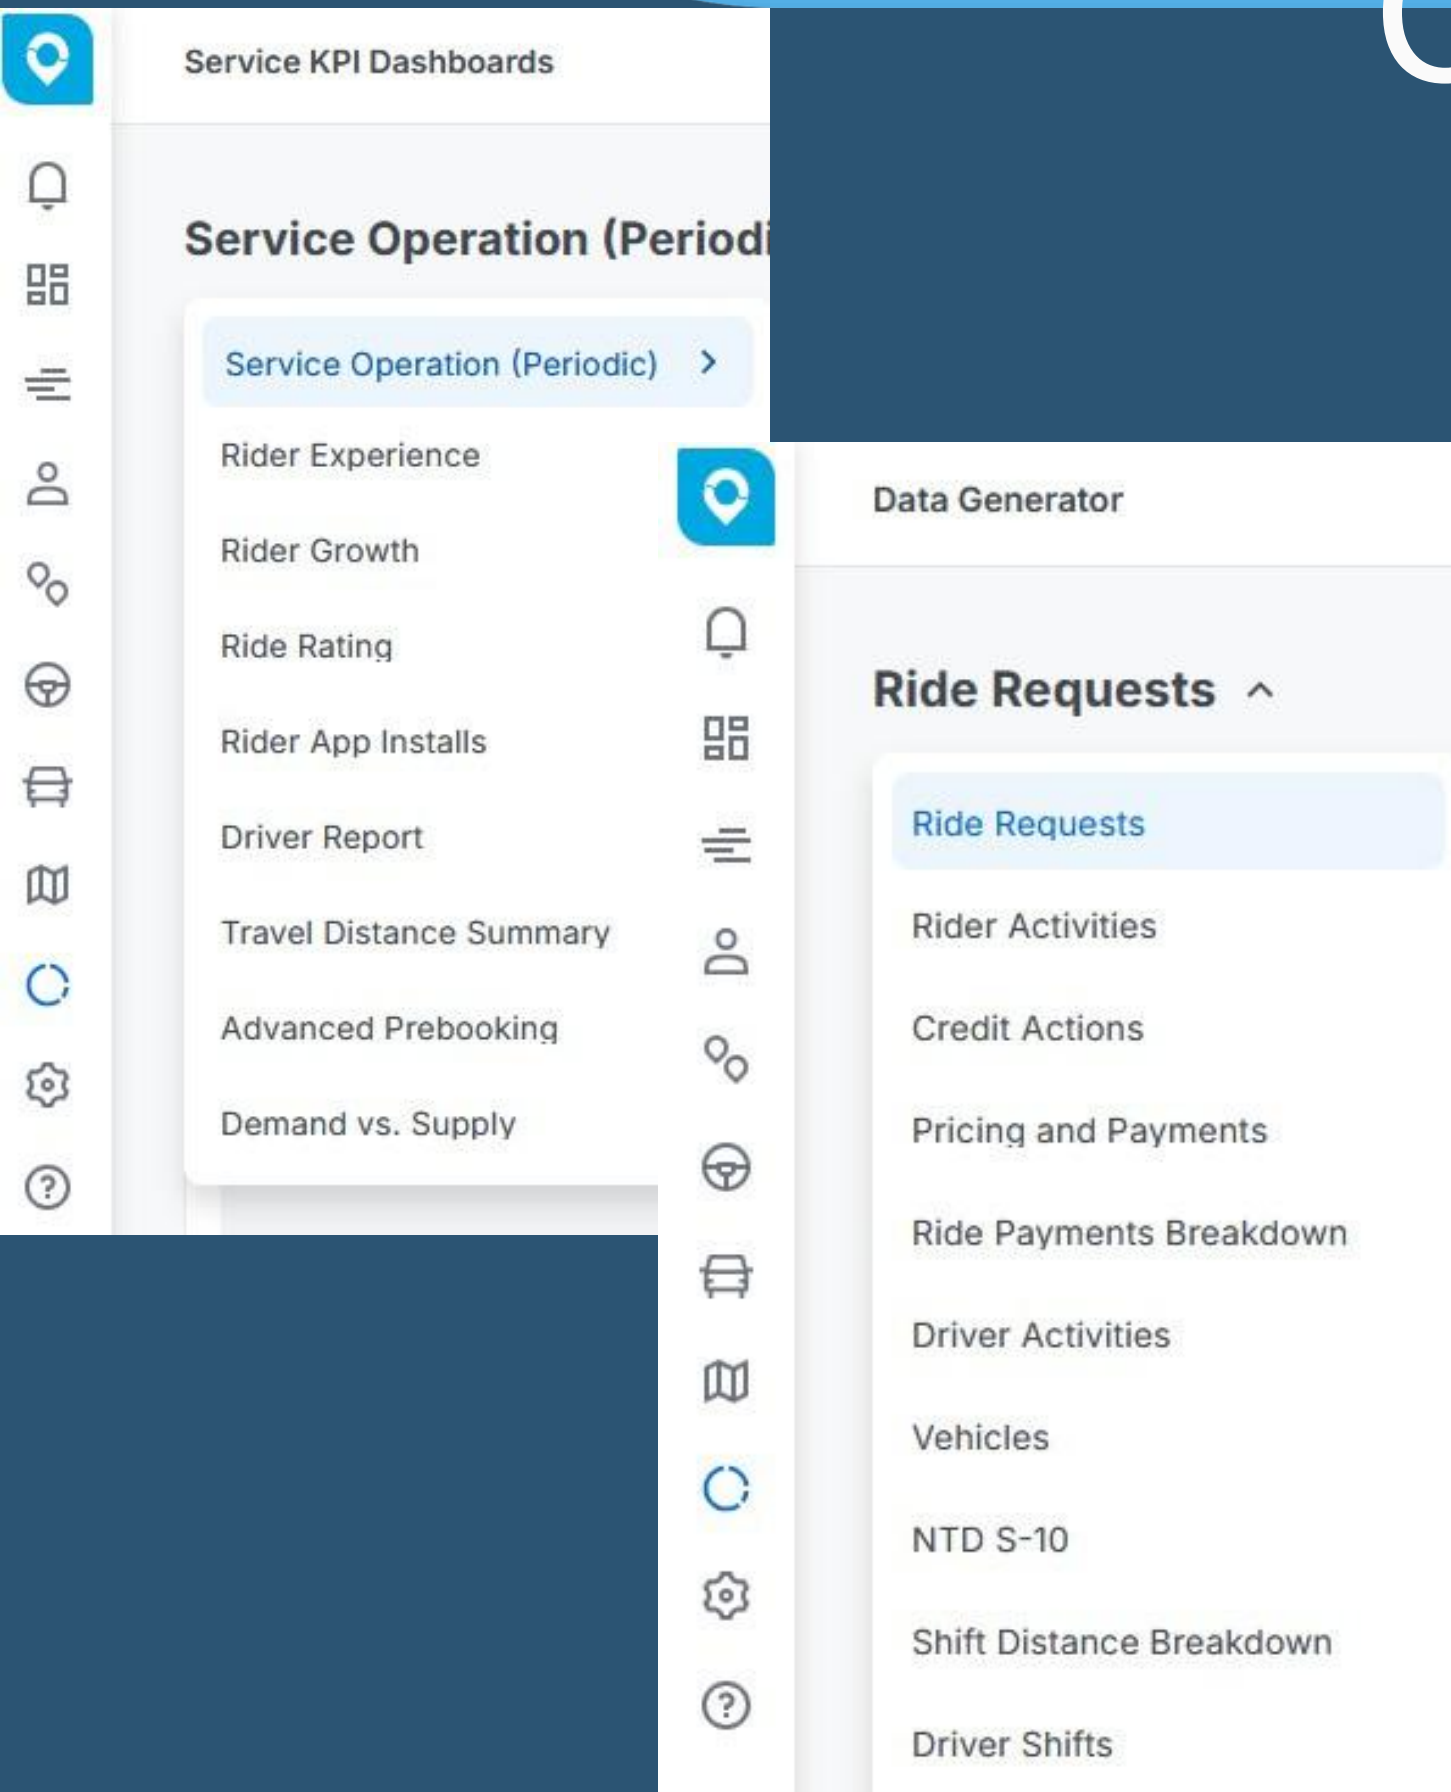 Service KPI Dashboards
Service Operation (Periodi
Service Operation (Periodic)
Rider Experience
Rider Growth
Ride Rating
Rider App Installs
Driver Report
Travel Distance Summary
Advanced Prebooking
Demand vs. Supply
Data Generator
Ride Requests
Ride Requests
Rider Activities
Credit Actions
Pricing and Payments
Ride Payments Breakdown
Driver Activities
Vehicles
NTD S-10
Shift Distance Breakdown
Driver Shifts